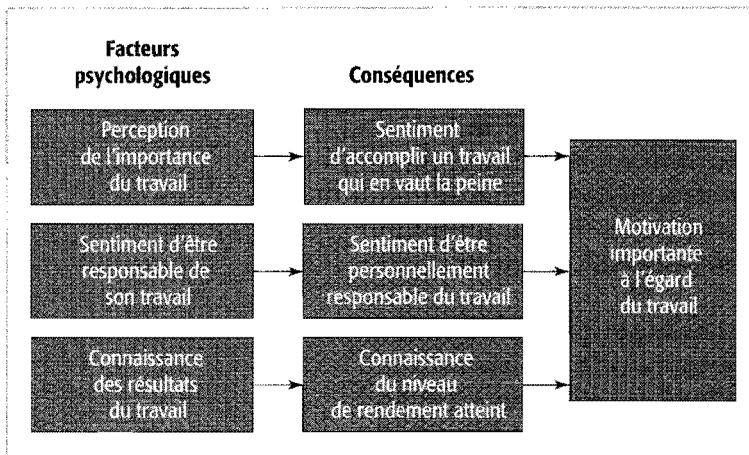 Facteurs
psychologiques
Conséquences
Perception
de l'importance
du travail
Sentiment
d'accomplir un travail
qui en vaut la peine
Sentiment d'être
responsable de
son travail
Sentiment d'être
personnellement
responsable du travail
Motivation
importante
à l'égard
du travail
Connaissance
des résultats
du travail
Connaissance
du niveau
de rendement atteint